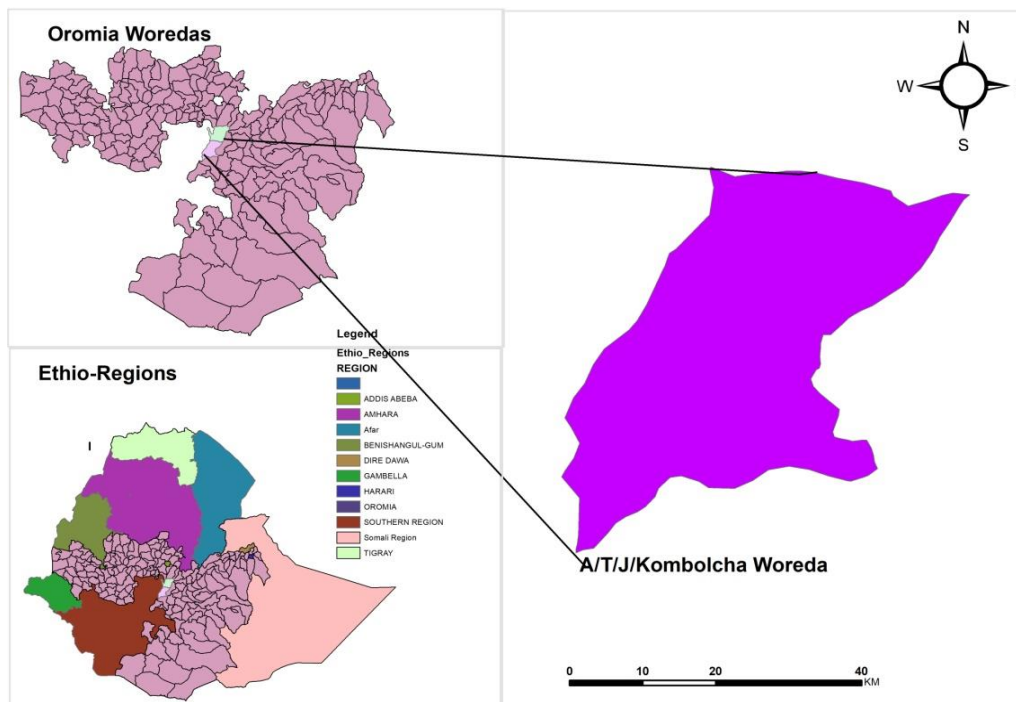 Oromia Woredas
N
W
E
S
A/T/J/Kombolcha Woreda
0 10 20 40
KM
Ethio-Regions
I
Legend
Ethio_Regions
REGION
ADDIS ABEBA
AMHARA
Afar
BENISHANGUL-GUM
DIRE DAWA
GAMBELLA
HARARI
OROMIA
SOUTHERN REGION
Somali Region
TIGRAY